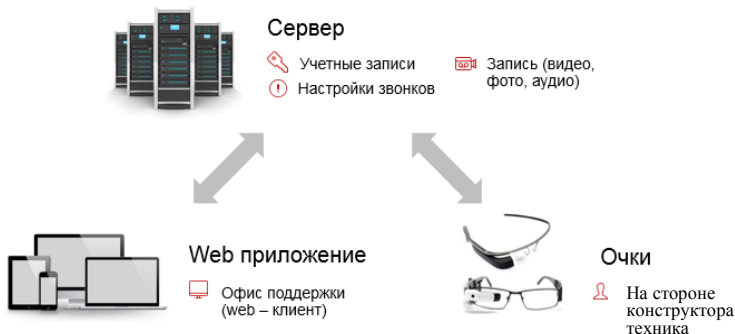 Сервер
Учетные записи
Настройки звонков
Запись (видео,
фото, аудио)
Web приложение
Офис поддержки
(web – клиент)
Очки
На стороне
конструктора
техника